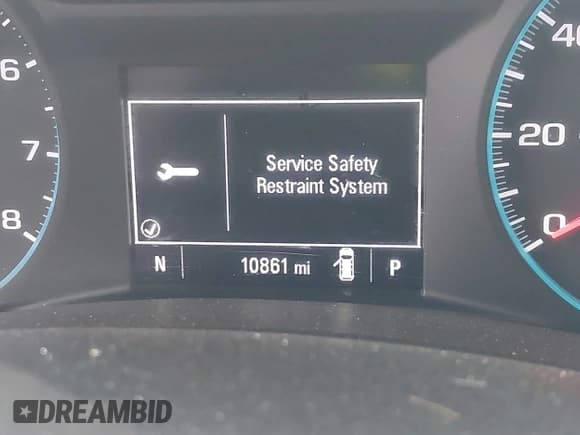 6
7
8
Service Safety
Restraint System
N
10861 mi
P
40
20
0
DREAMBID